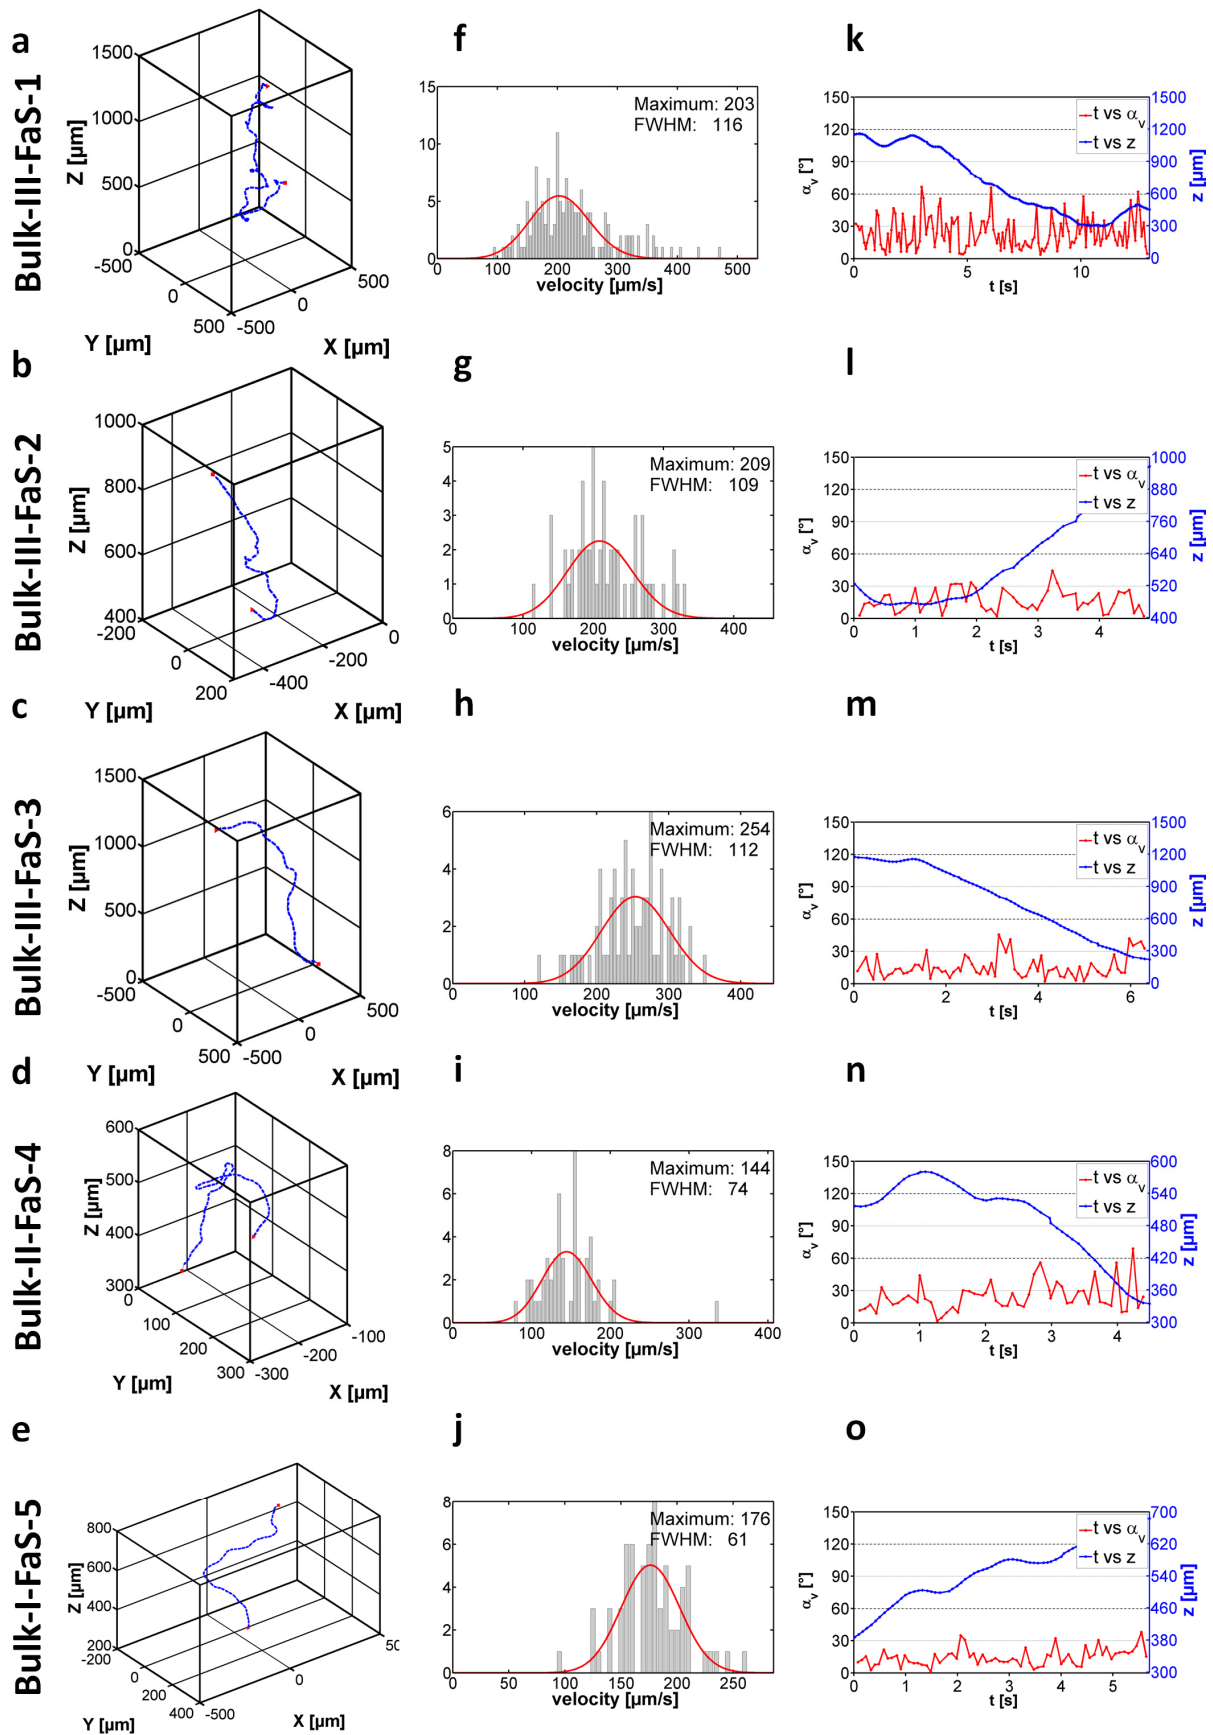 Bulk-III-FaS-1
a
Z [µm]
1500
1000
500
0
-500
0
500
-500
0
500
Y [µm]
X [µm]
f
15
10
5
0
Maximum: 203
FWHM: 116
0
100
200
300
400
500
velocity [µm/s]
k
αv [°]
150
120
90
60
30
0
t vs αv
t vs z
1500
1200
900
600
300
0
z [µm]
0
5
10
t [s]
Bulk-III-FaS-2
b
Z [µm]
1000
800
600
400
-200
0
200
-400
-200
0
Y [µm]
X [µm]
g
5
4
3
2
1
0
Maximum: 209
FWHM: 109
0
100
200
300
400
velocity [µm/s]
l
αv [°]
150
120
90
60
30
0
t vs αv
t vs z
1000
880
760
640
520
400
z [µm]
0
1
2
3
4
t [s]
Bulk-III-FaS-3
c
Z [µm]
1500
1000
500
0
-500
0
500
-500
0
500
Y [µm]
X [µm]
h
6
4
2
0
Maximum: 254
FWHM: 112
0
100
200
300
400
velocity [µm/s]
m
αv [°]
150
120
90
60
30
0
t vs αv
t vs z
1500
1200
900
600
300
0
z [µm]
0
2
4
6
t [s]
Bulk-II-FaS-4
d
Z [µm]
600
500
400
300
0
100
200
300
-300
-200
-100
Y [µm]
X [µm]
i
8
6
4
2
0
Maximum: 144
FWHM: 74
0
100
200
300
400
velocity [µm/s]
n
αv [°]
150
120
90
60
30
0
t vs αv
t vs z
600
540
480
420
360
300
z [µm]
0
1
2
3
4
t [s]
Bulk-I-FaS-5
e
Z [µm]
800
600
400
200
-200
0
200
400
-500
0
Y [µm]
X [µm]
j
8
6
4
2
0
Maximum: 176
FWHM: 61
0
50
100
150
200
250
velocity [µm/s]
o
αv [°]
150
120
90
60
30
0
t vs αv
t vs z
700
620
540
460
380
300
z [µm]
0
1
2
3
4
5
t [s]